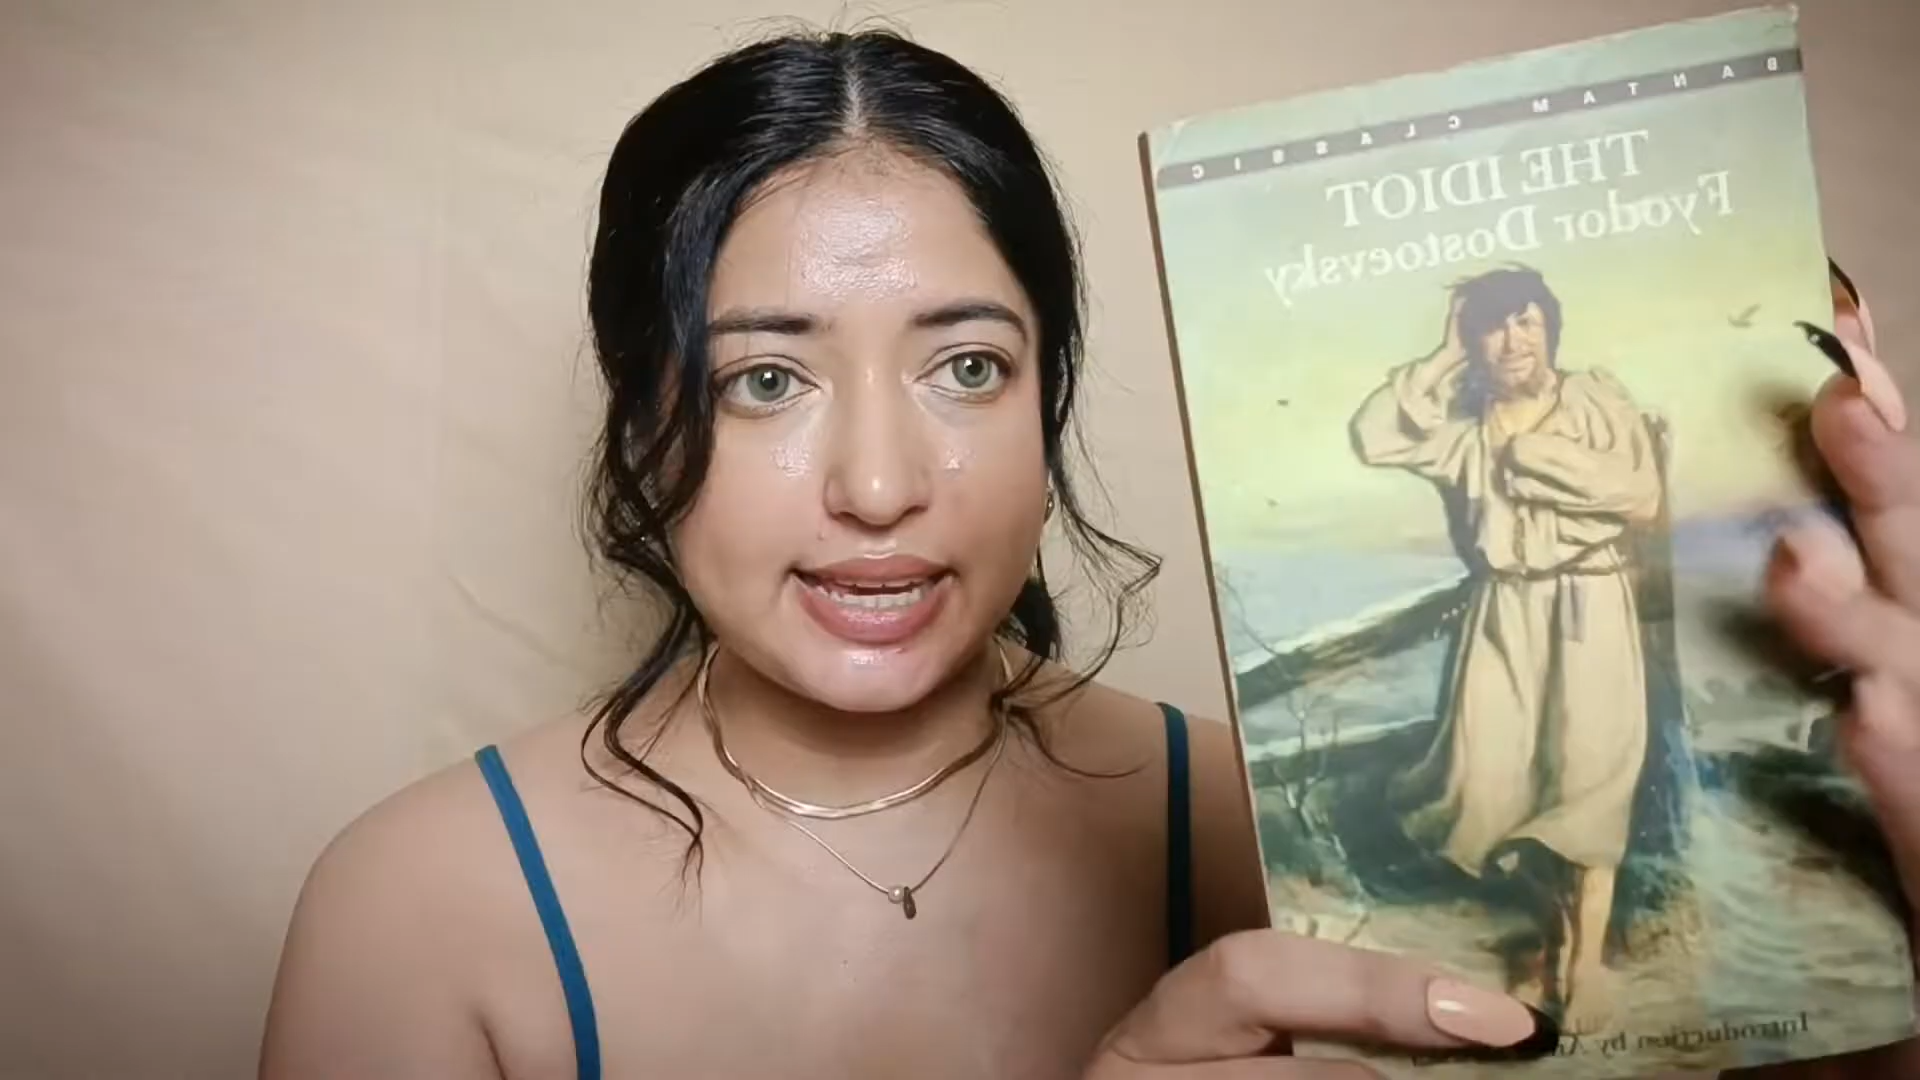 BANTAM CLASSIC
THE IDIOT
Fyodor Dostoevsky
Introduction by